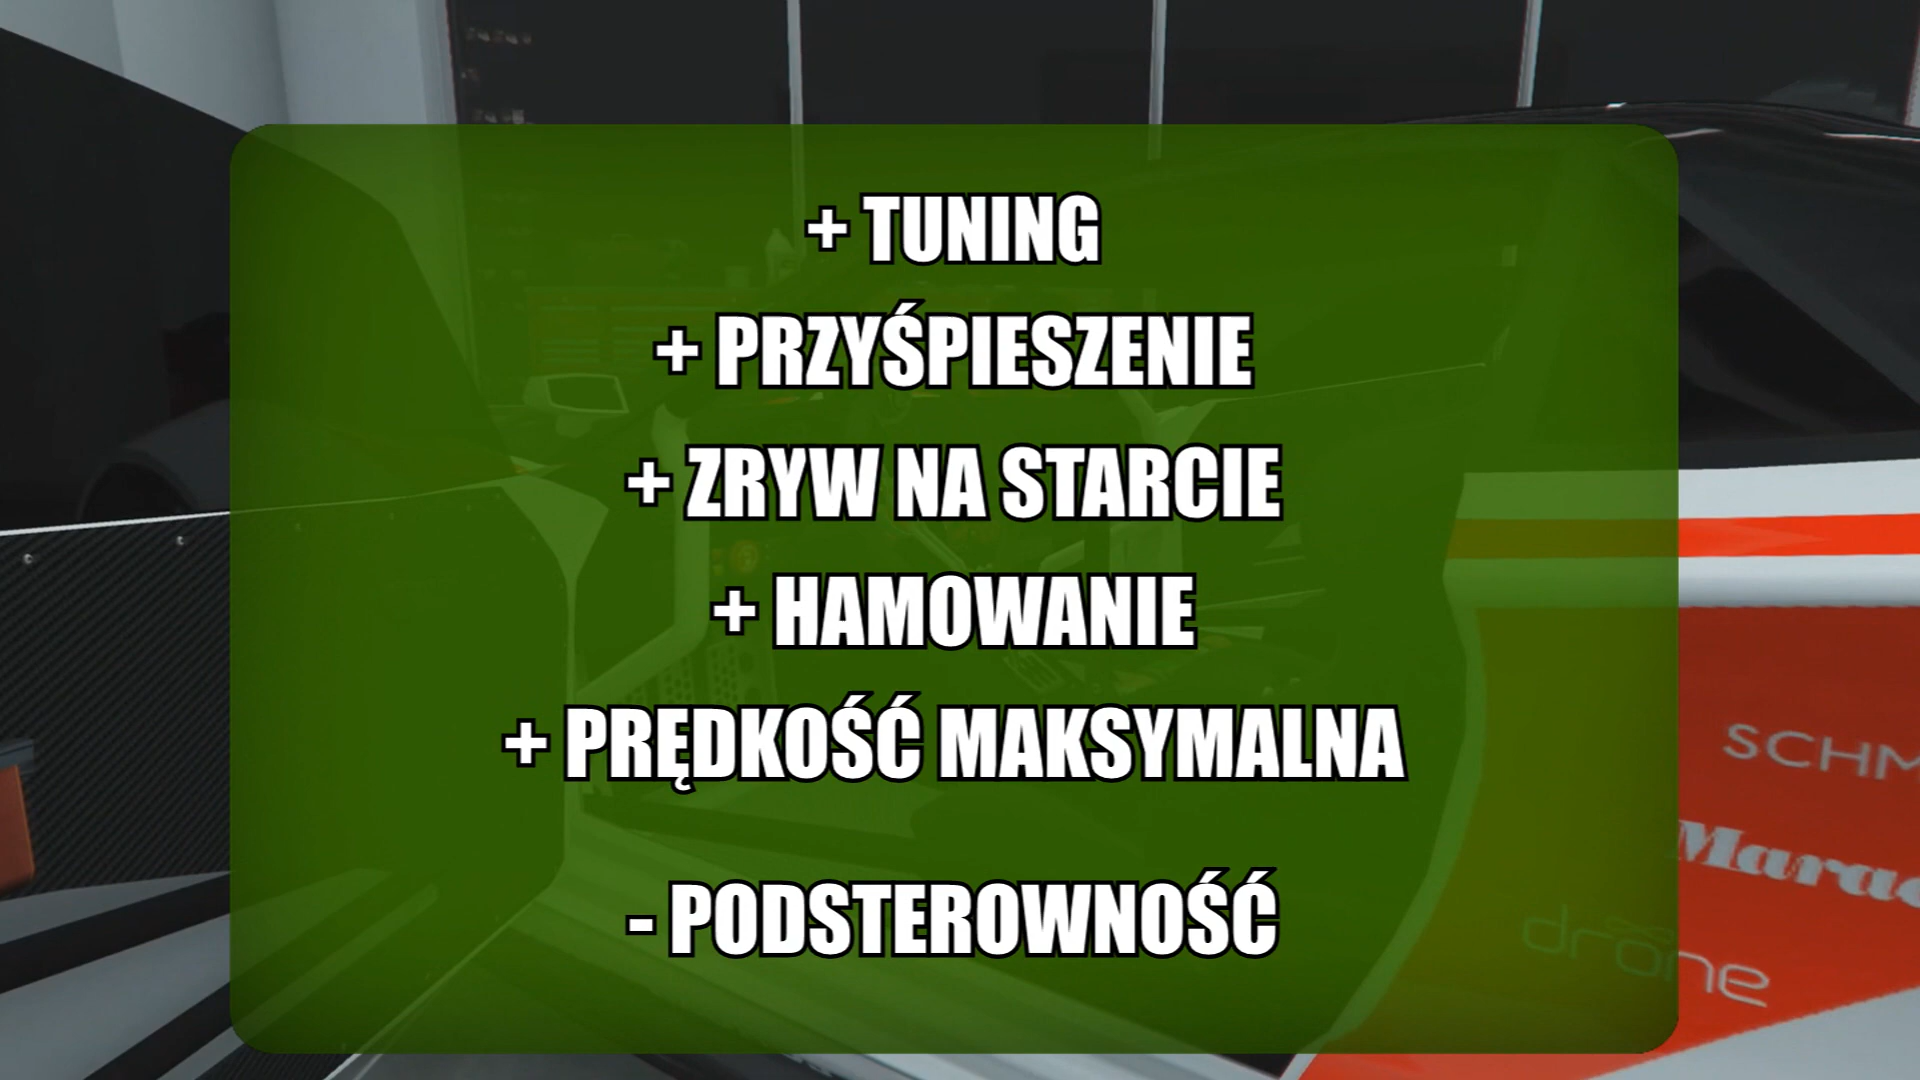 + TUNING
+ PRZYŚPIESZENIE
+ ZRYW NA STARCIE
+ HAMOWANIE
+ PRĘDKOŚĆ MAKSYMALNA
- PODSTEROWNOŚĆ
SCHM
Marac
drone